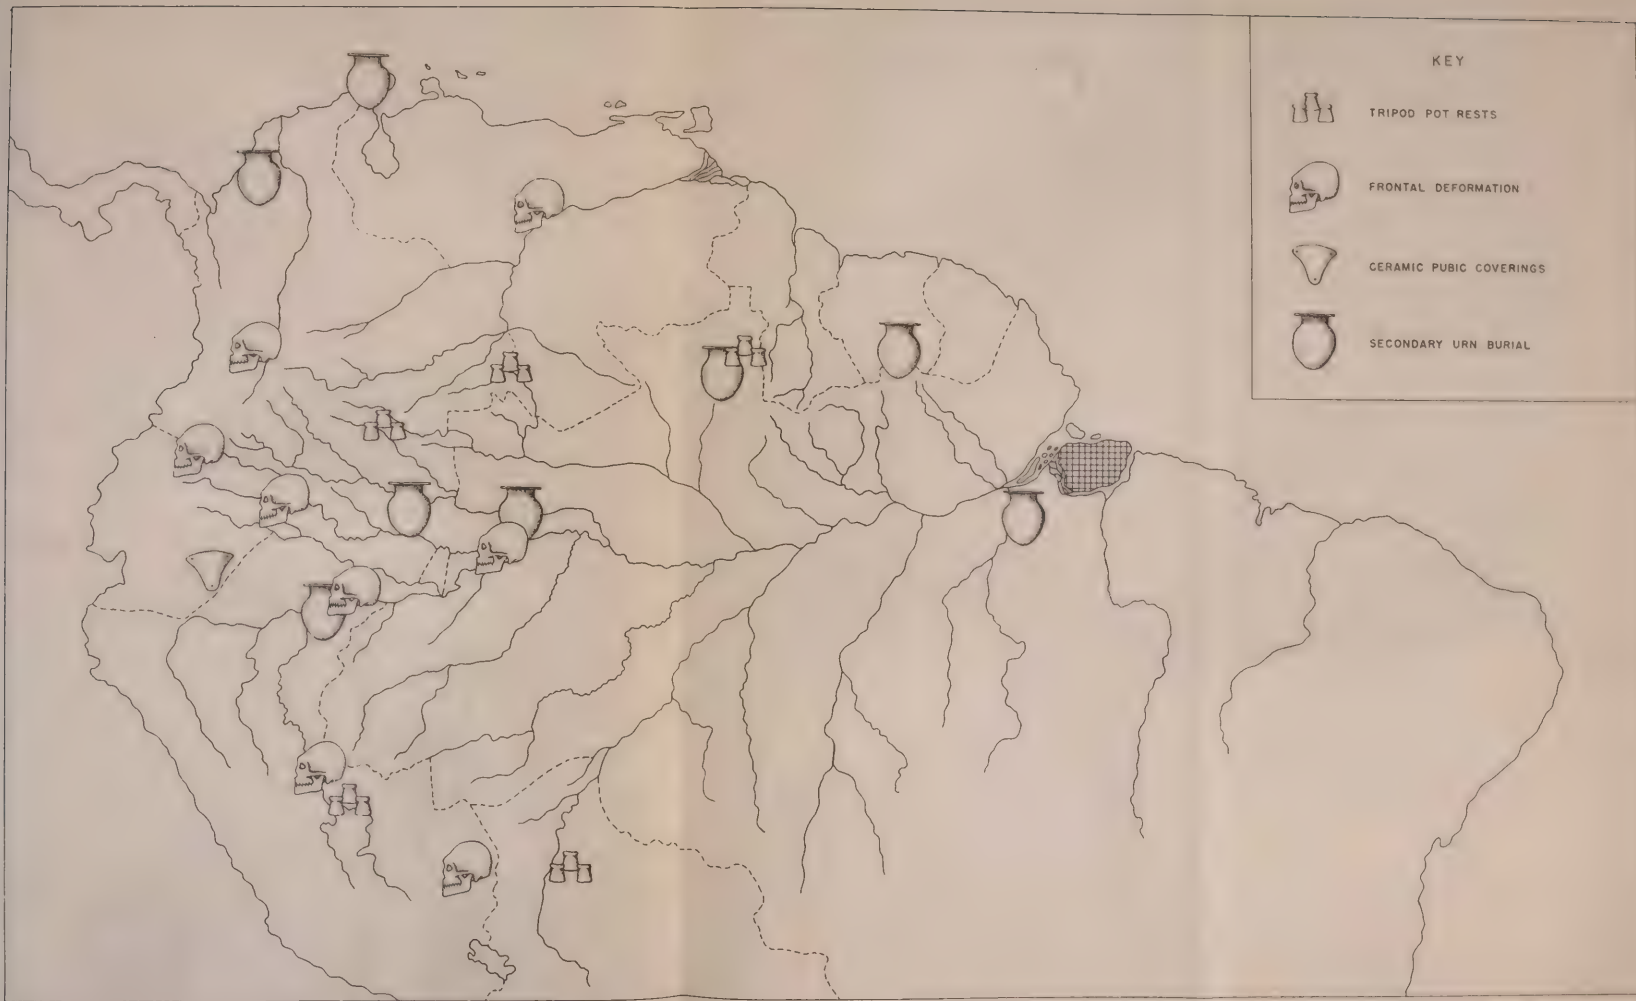 KEY
TRIPOD POT RESTS
FRONTAL DEFORMATION
CERAMIC PUBIC COVERINGS
SECONDARY URN BURIAL